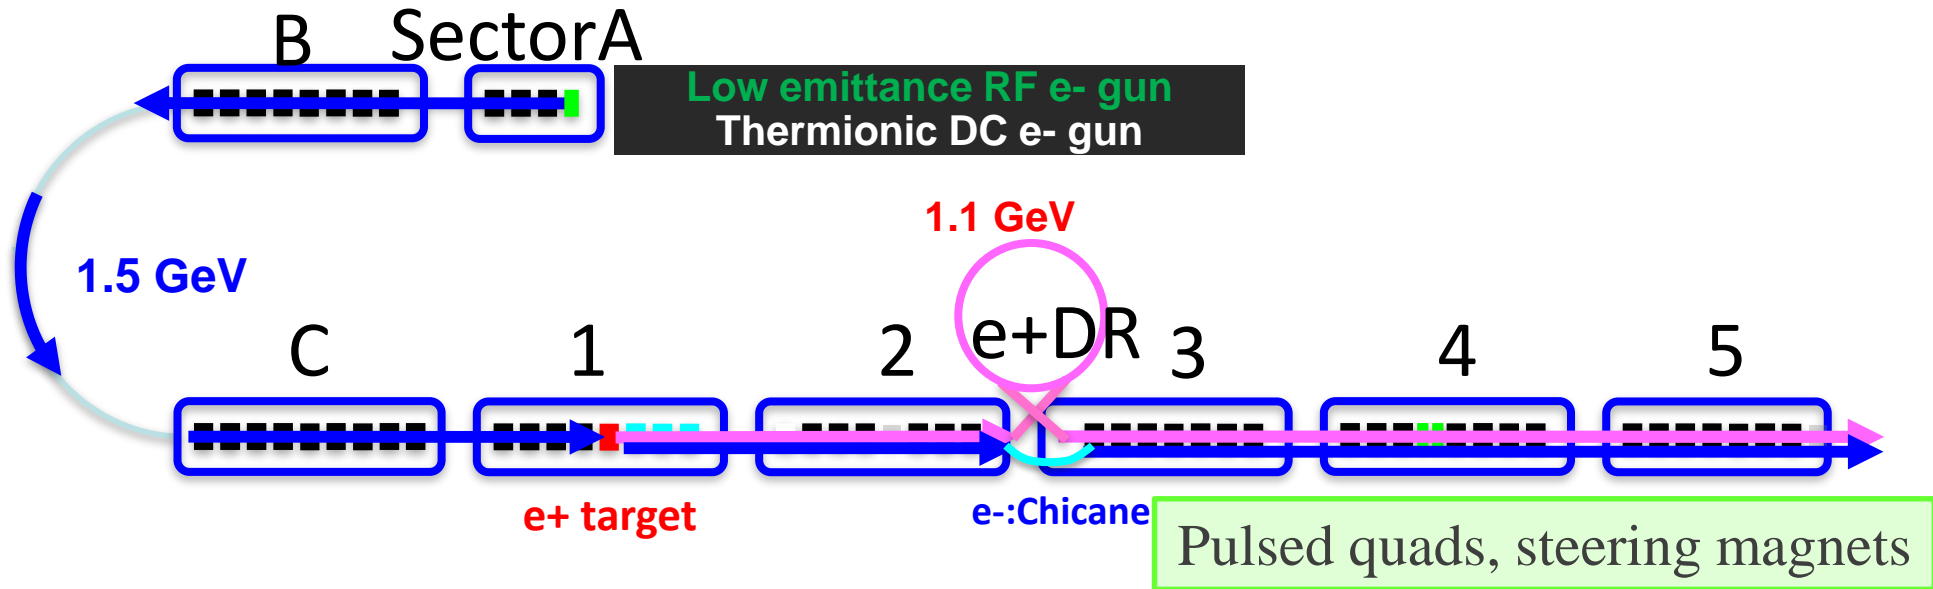 B SectorA
Low emittance RF e- gun
Thermionic DC e- gun
1.1 GeV
1.5 GeV
e+DR
C 1 2 3 4 5
e+ target
e-:Chicane
Pulsed quads, steering magnets